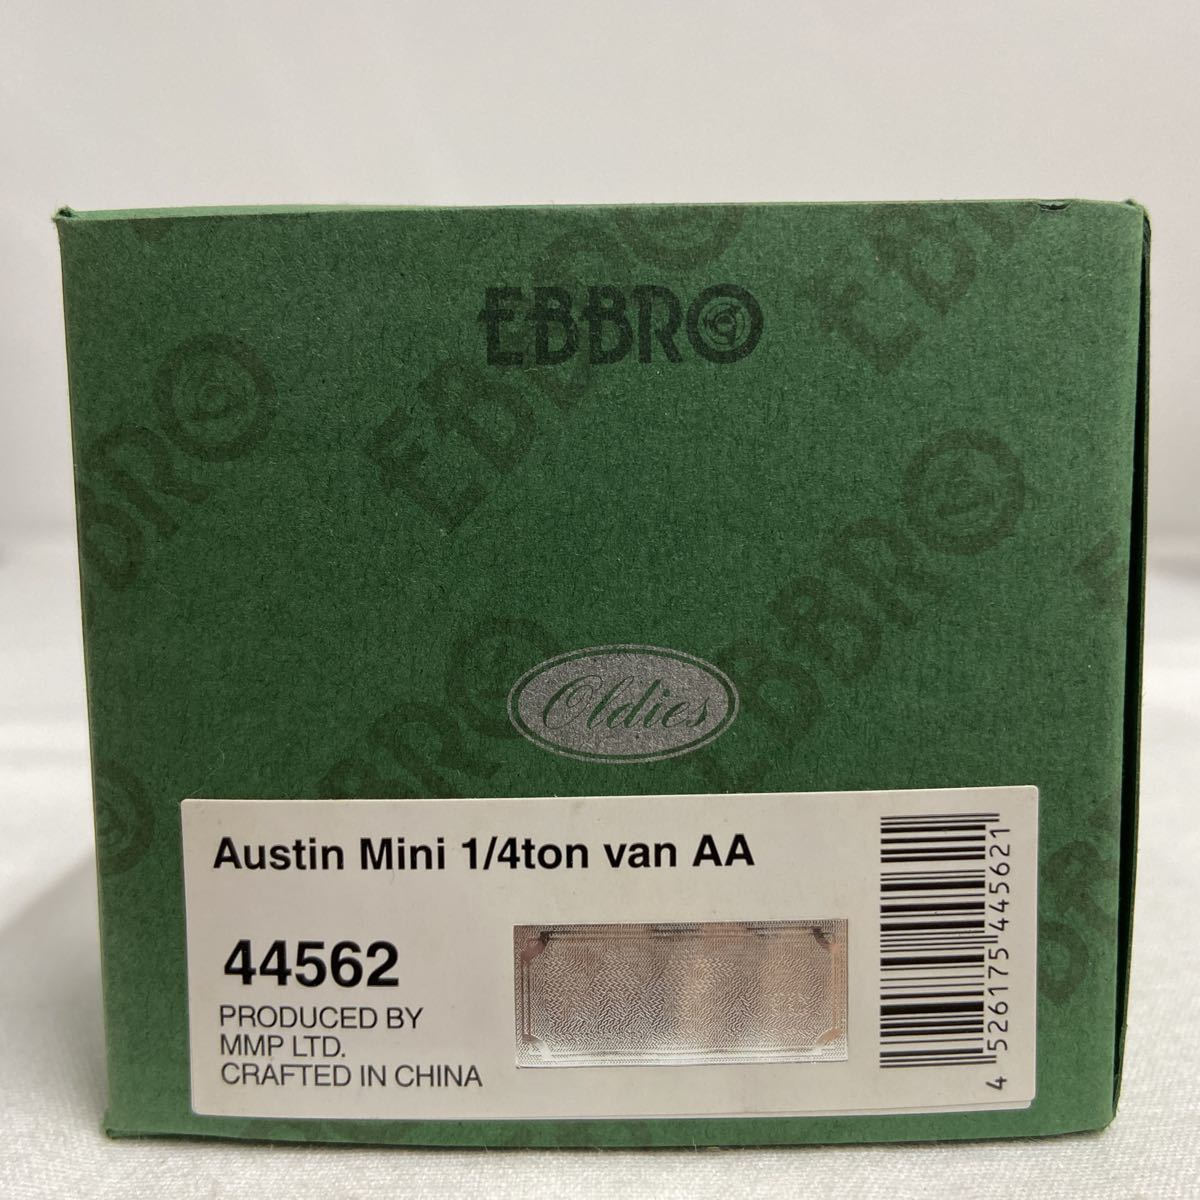 EBBRO
Oldies
Austin Mini 1/4ton van AA
44562
PRODUCED BY
MMP LTD.
CRAFTED IN CHINA
4 526175 445621